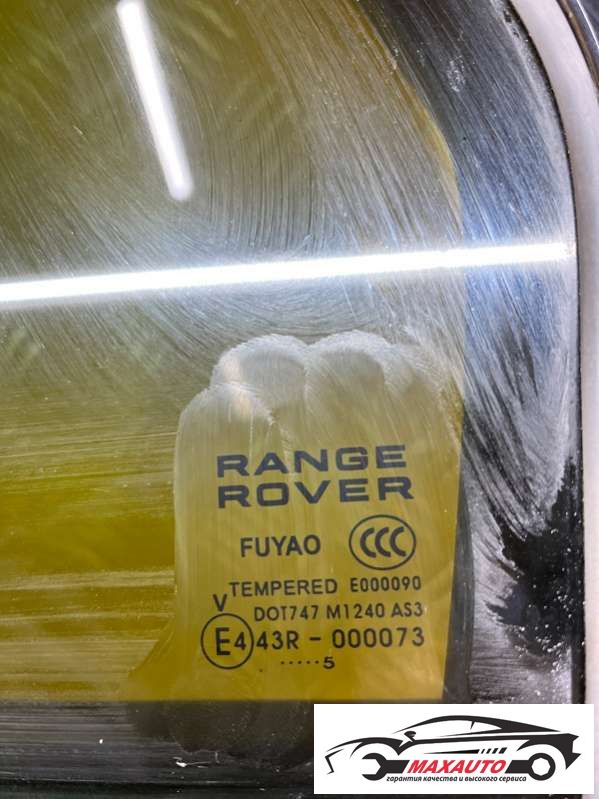 RANGE
ROVER
FUYAO CCC
TEMPERED E000090
V
DOT747 M1240 AS3
E4 43R - 000073
.....5
MAXAUTO
гарантия качества и высокого сервиса